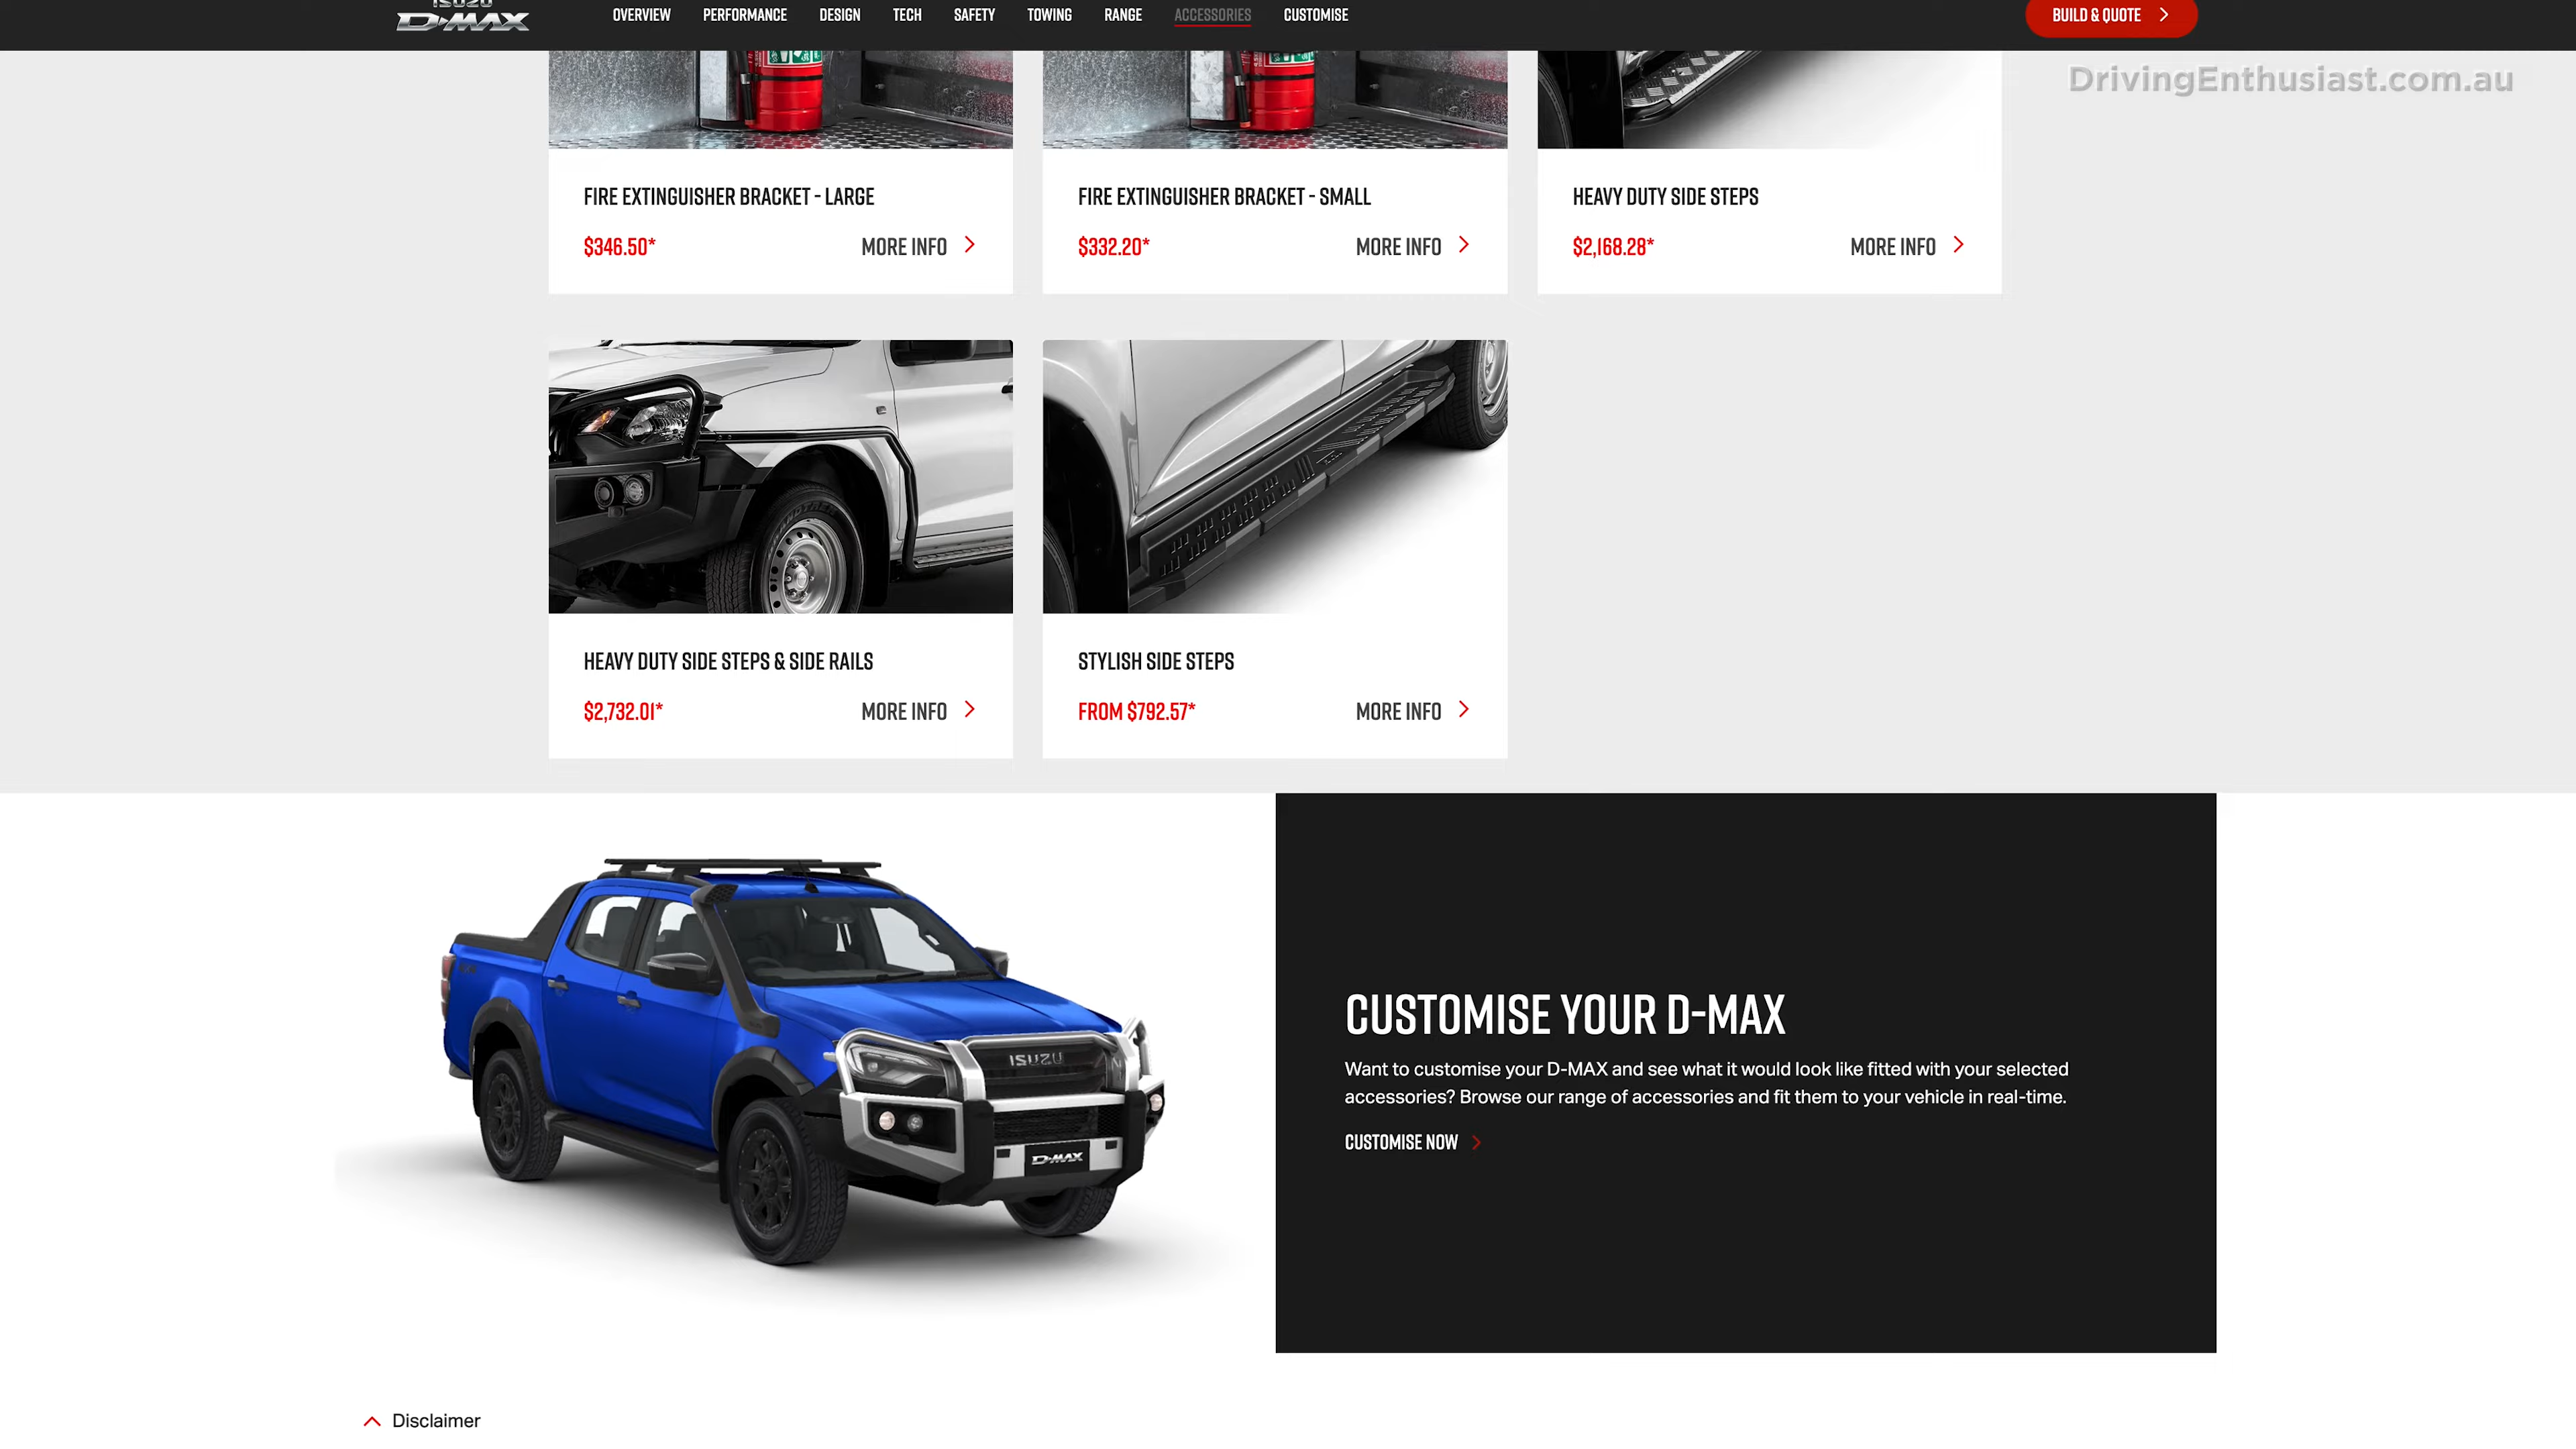 ISUZU
D-MAX
OVERVIEW PERFORMANCE DESIGN TECH SAFETY TOWING RANGE ACCESSORIES CUSTOMISE
BUILD & QUOTE
DrivingEnthusiast.com.au
FIRE EXTINGUISHER BRACKET - LARGE
$346.50*
MORE INFO
FIRE EXTINGUISHER BRACKET - SMALL
$332.20*
MORE INFO
HEAVY DUTY SIDE STEPS
$2,168.28*
MORE INFO
HEAVY DUTY SIDE STEPS & SIDE RAILS
$2,732.01*
MORE INFO
STYLISH SIDE STEPS
FROM $792.57*
MORE INFO
ISUZU
D-MAX
CUSTOMISE YOUR D-MAX
Want to customise your D-MAX and see what it would look like fitted with your selected
accessories? Browse our range of accessories and fit them to your vehicle in real-time.
CUSTOMISE NOW
Disclaimer